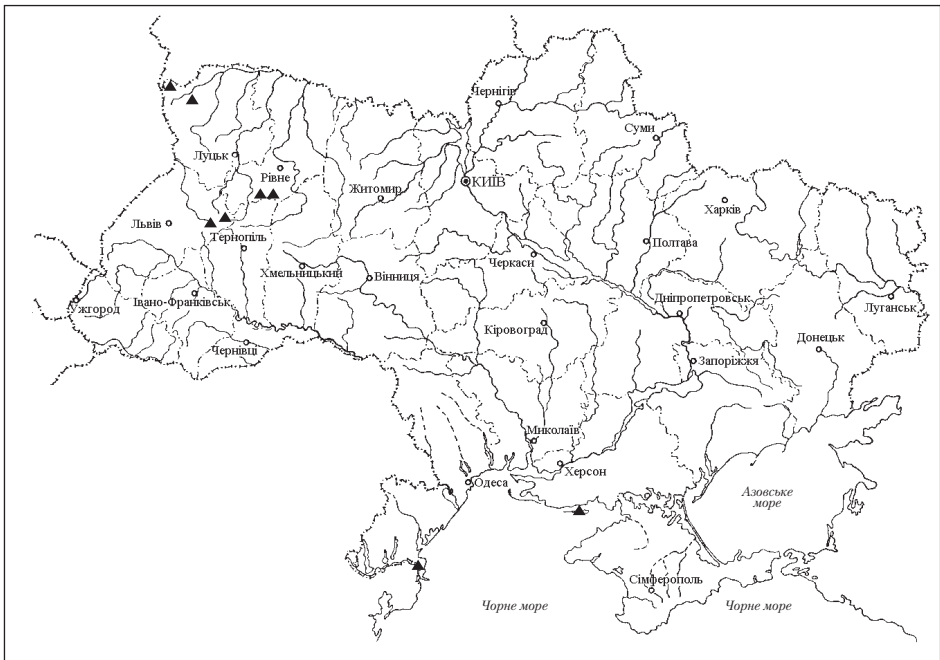 Чернігів
Суми
Луцьк
Рівне
КИЇВ
Житомир
Харків
Львів
Тернопіль
Полтава
Хмельницький
Черкаси
Вінниця
Івано-Франківськ
Ужгород
Дніпропетровськ
Луганськ
Кіровоград
Донецьк
Чернівці
Запоріжжя
Миколаїв
Херсон
Одеса
Азовське
море
Сімферополь
Чорне море
Чорне море